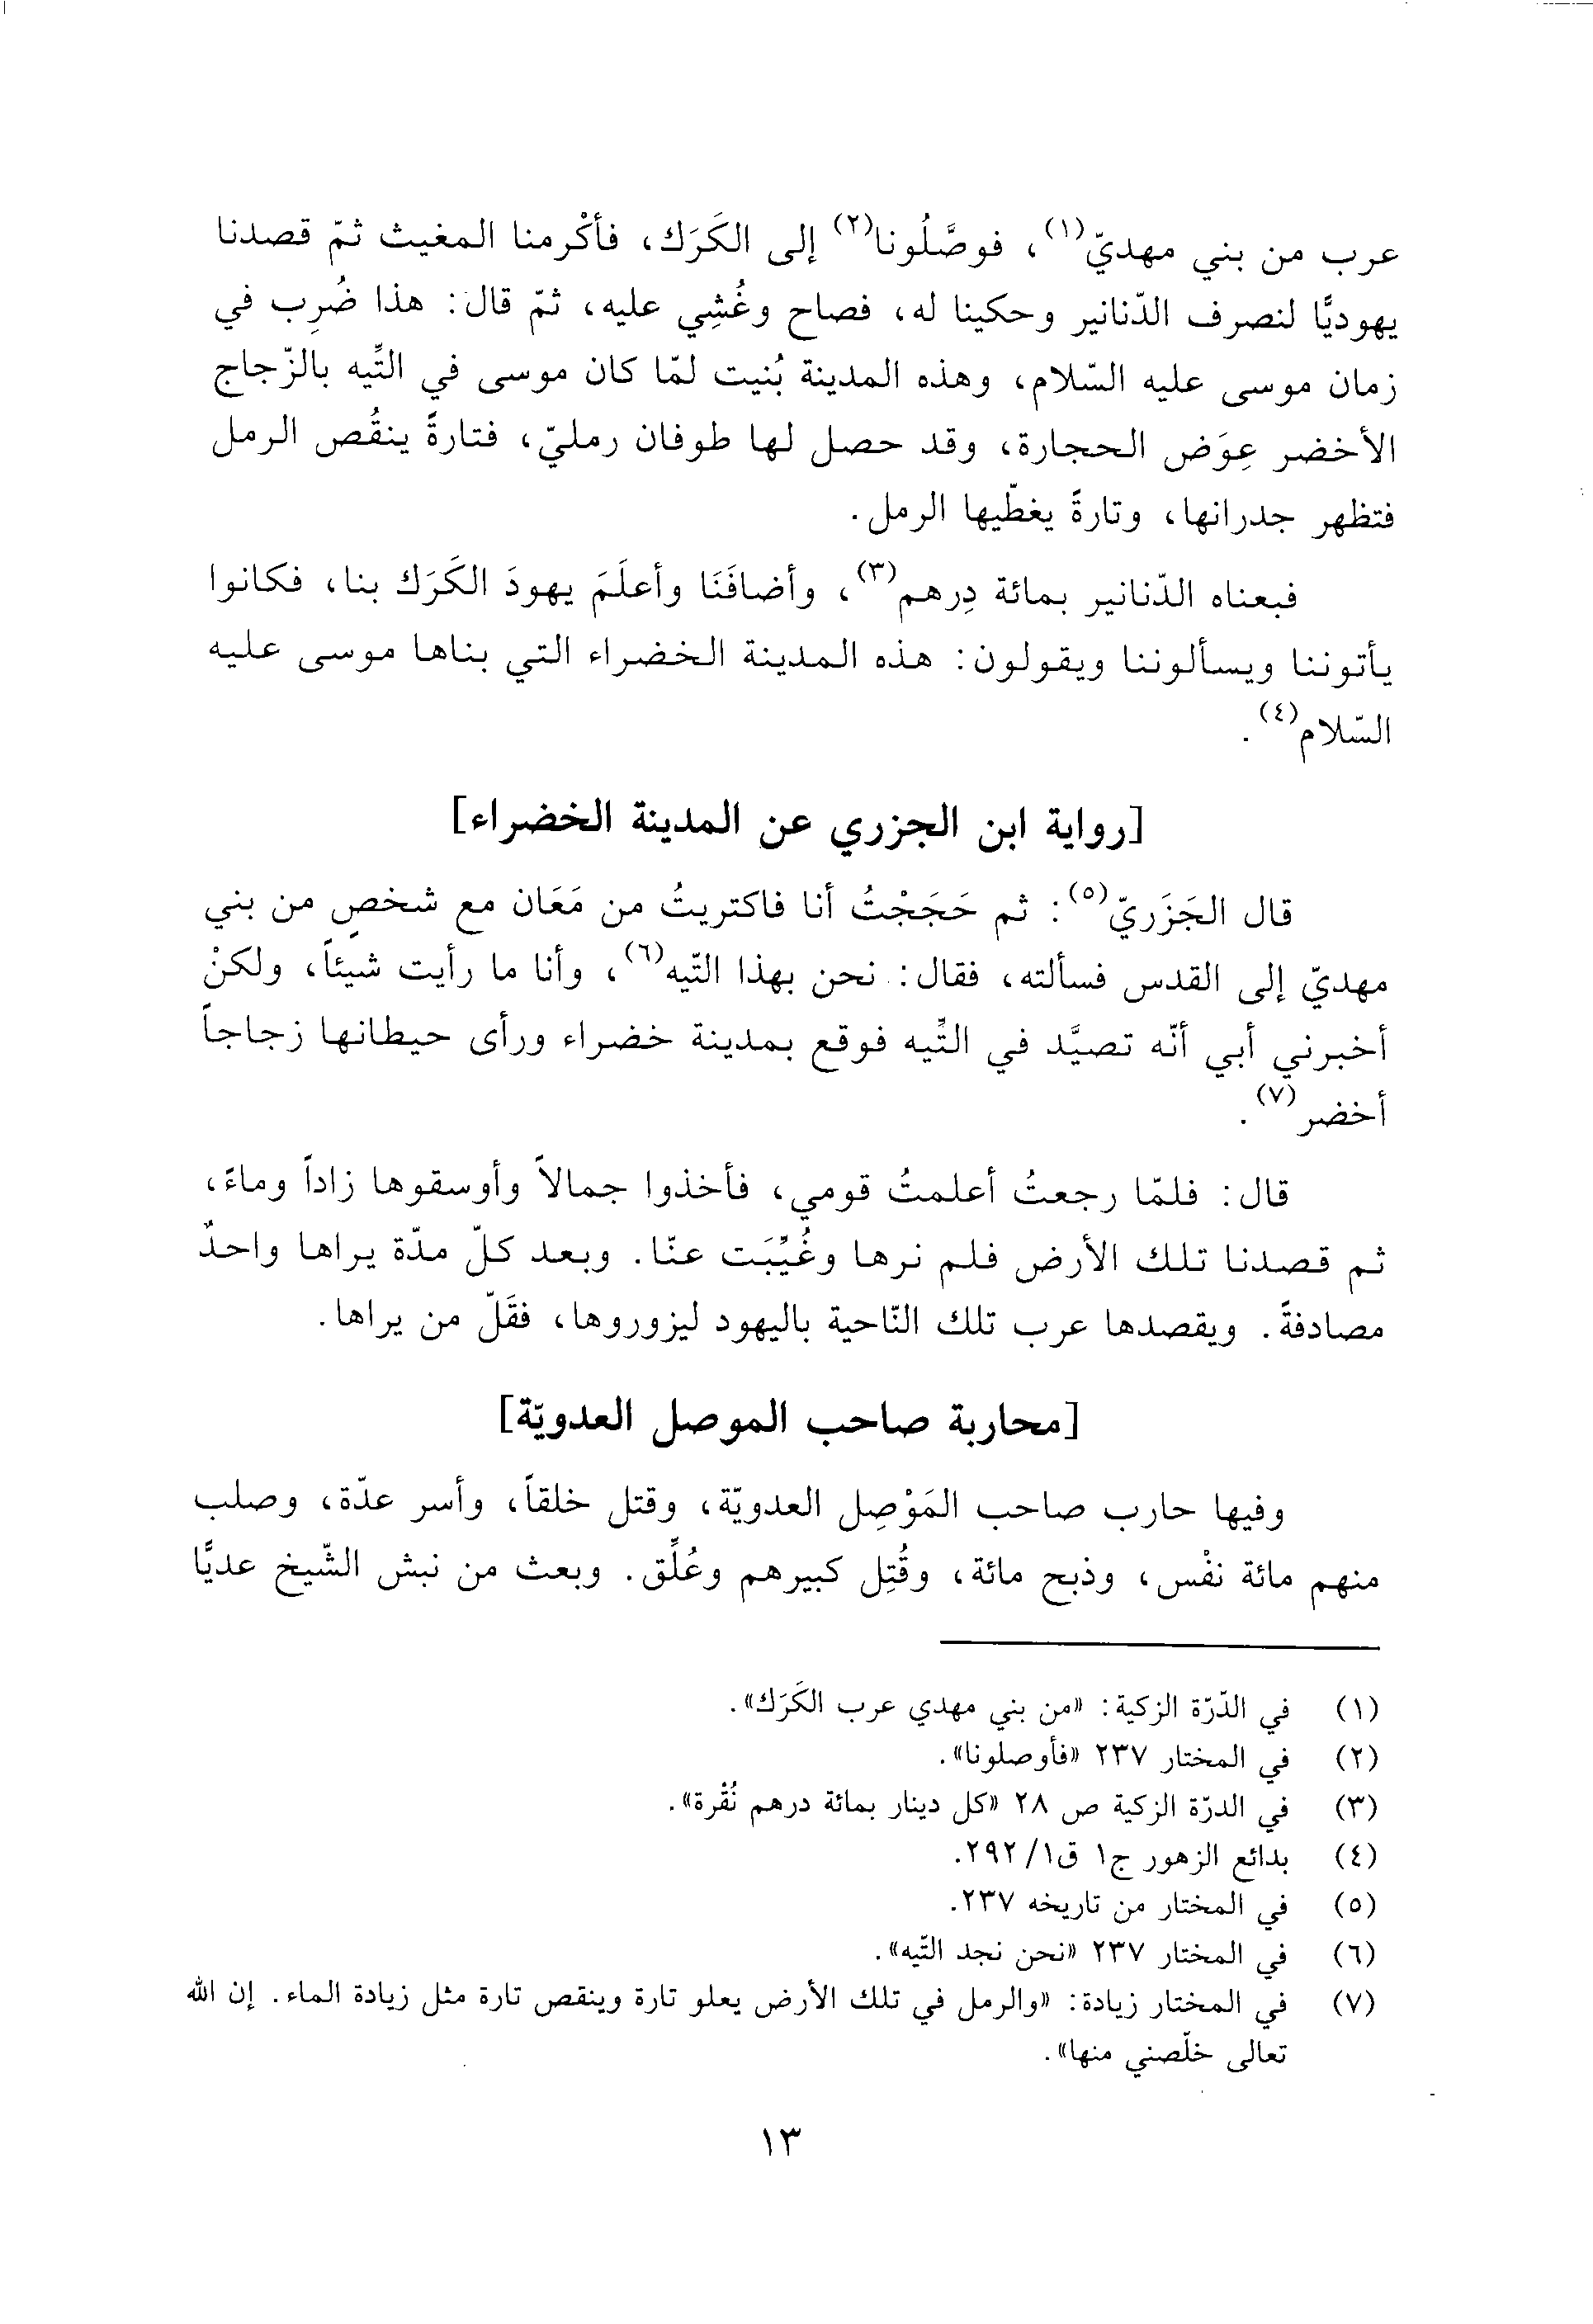 عرب من بني مهديّ(١)، فوصَّلُونا(٢) إلى الكَرَك، فأكْرمنا المغيث ثمّ قصدنا
يهوديًّا لنصرف الدّنانير وحكينا له، فصاح وغُشِي عليه، ثمّ قال: هذا ضُرِب في
زمان موسى عليه السّلام، وهذه المدينة بُنيت لمّا كان موسى في التِّيه بالزّجاج
الأخضر عِوَض الحجارة، وقد حصل لها طوفان رمليّ، فتارةً ينقُص الرمل
فتظهر جدرانها، وتارةً يغطّيها الرمل.
فبعناه الدّنانير بمائة دِرهم(٣)، وأضافَنَا وأعلَمَ يهودَ الكَرَك بنا، فكانوا
يأتوننا ويسألوننا ويقولون: هذه المدينة الخضراء التي بناها موسى عليه
السّلام(٤).
[رواية ابن الجزري عن المدينة الخضراء]
قال الجَزَريّ(٥): ثم حَجَجْتُ أنا فاكتريتُ من مَعَان مع شخصٍ من بني
مهديّ إلى القدس فسألته، فقال: نحن بهذا التّيه(٦)، وأنا ما رأيت شيئاً، ولكنْ
أخبرني أبي أنّه تصيَّد في التِّيه فوقع بمدينة خضراء ورأى حيطانها زجاجاً
أخضر(٧).
قال: فلمّا رجعتُ أعلمتُ قومي، فأخذوا جمالاً وأوسقوها زاداً وماءً،
ثم قصدنا تلك الأرض فلم نرها وغُيِّبَت عنّا. وبعد كلّ مدّة يراها واحدٌ
مصادفةً. ويقصدها عرب تلك النّاحية باليهود ليزوروها، فقَلّ من يراها.
[محاربة صاحب الموصل العدويّة]
وفيها حارب صاحب المَوْصِل العدويّة، وقتل خلقاً، وأسر عدّة، وصلب
منهم مائة نفْس، وذبح مائة، وقُتِل كبيرهم وعُلِّق. وبعث من نبش الشّيخ عديًّا
(١) في الدّرّة الزكية: «من بني مهدي عرب الكَرَك».
(٢) في المختار ٢٣٧ «فأوصلونا».
(٣) في الدرّة الزكية ص ٢٨ «كل دينار بمائة درهم نُقْرة».
(٤) بدائع الزهور ج١ ق١/ ٢٩٢.
(٥) في المختار من تاريخه ٢٣٧.
(٦) في المختار ٢٣٧ «نحن نجد التّيه».
(٧) في المختار زيادة: «والرمل في تلك الأرض يعلو تارة وينقص تارة مثل زيادة الماء. إن الله
تعالى خلّصني منها».
١٣